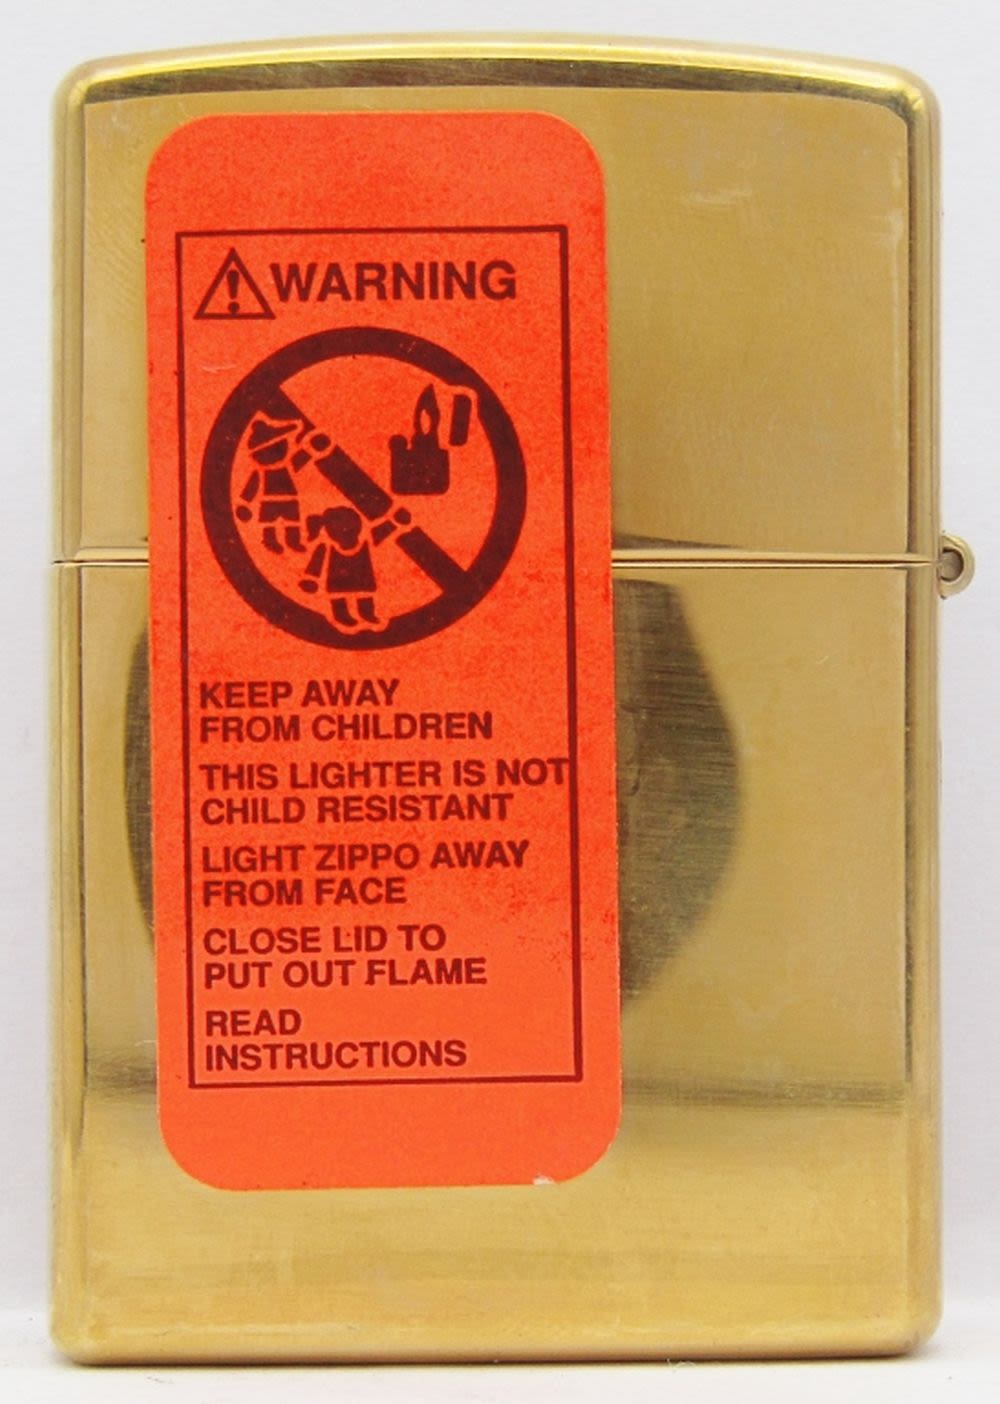 WARNING
KEEP AWAY
FROM CHILDREN
THIS LIGHTER IS NOT
CHILD RESISTANT
LIGHT ZIPPO AWAY
FROM FACE
CLOSE LID TO
PUT OUT FLAME
READ
INSTRUCTIONS